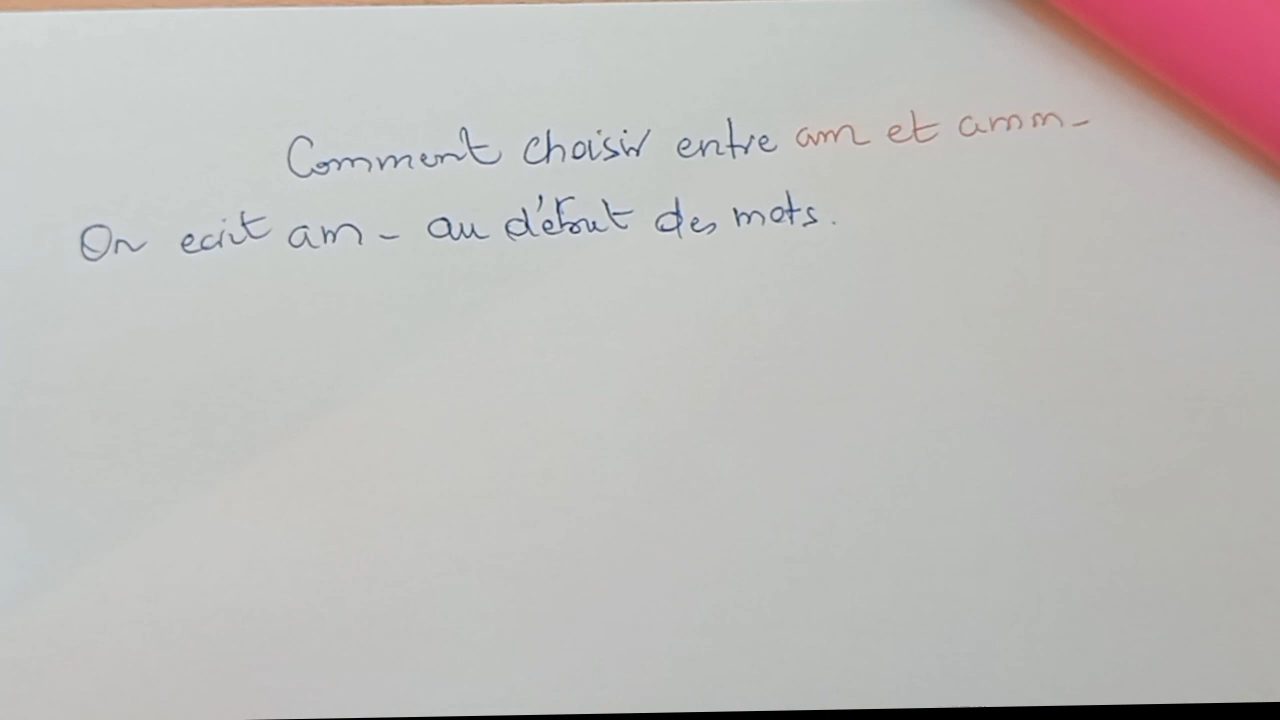 Comment choisir entre am et amm-
On ecrit am- au début des mots.